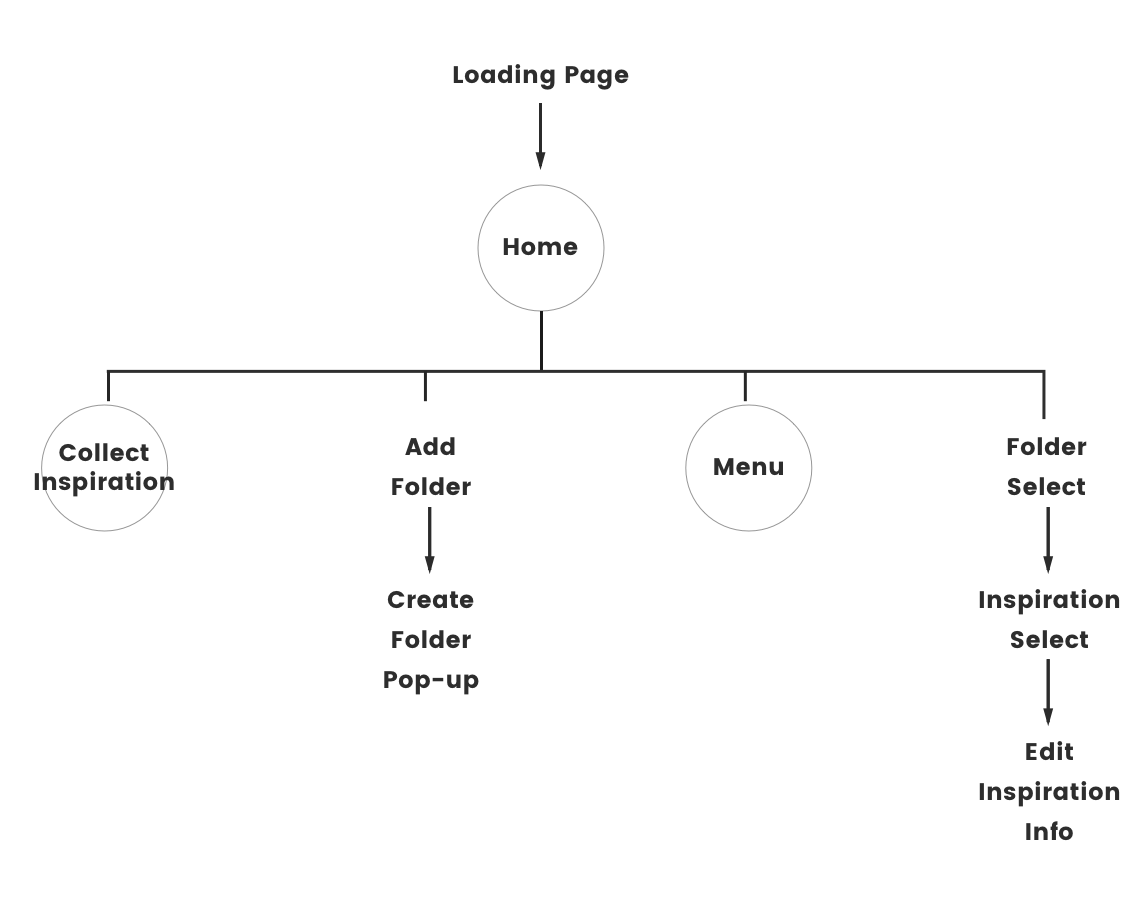 Loading Page
Home
Collect
Inspiration
Add
Folder
Menu
Folder
Select
Create
Folder
Pop-up
Inspiration
Select
Edit
Inspiration
Info